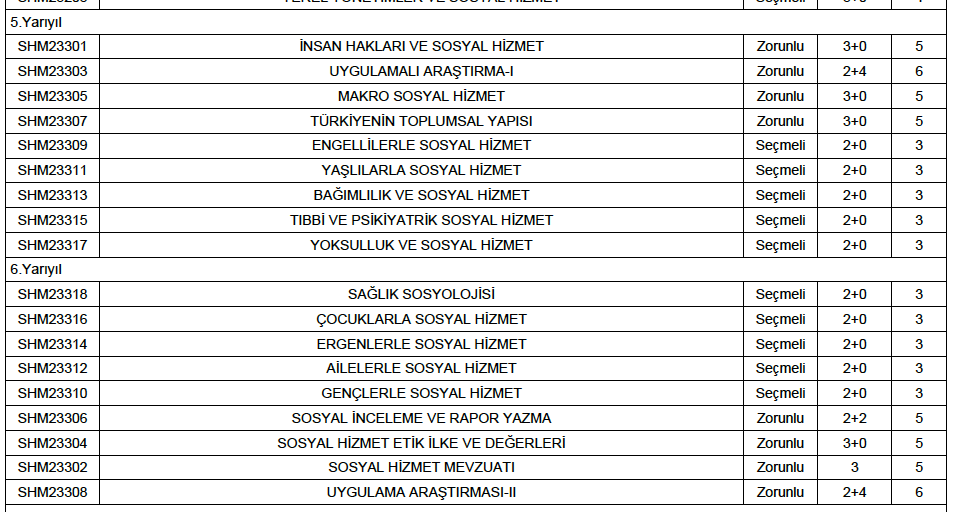 5.Yarıyıl
SHM23301 İNSAN HAKLARI VE SOSYAL HİZMET Zorunlu 3+0 5
SHM23303 UYGULAMALI ARAŞTIRMA-I Zorunlu 2+4 6
SHM23305 MAKRO SOSYAL HİZMET Zorunlu 3+0 5
SHM23307 TÜRKİYENİN TOPLUMSAL YAPISI Zorunlu 3+0 5
SHM23309 ENGELLİLERLE SOSYAL HİZMET Seçmeli 2+0 3
SHM23311 YAŞLILARLA SOSYAL HİZMET Seçmeli 2+0 3
SHM23313 BAĞIMLILIK VE SOSYAL HİZMET Seçmeli 2+0 3
SHM23315 TIBBİ VE PSİKİYATRİK SOSYAL HİZMET Seçmeli 2+0 3
SHM23317 YOKSULLUK VE SOSYAL HİZMET Seçmeli 2+0 3
6.Yarıyıl
SHM23318 SAĞLIK SOSYOLOJİSİ Seçmeli 2+0 3
SHM23316 ÇOCUKLARLA SOSYAL HİZMET Seçmeli 2+0 3
SHM23314 ERGENLERLE SOSYAL HİZMET Seçmeli 2+0 3
SHM23312 AİLELERLE SOSYAL HİZMET Seçmeli 2+0 3
SHM23310 GENÇLERLE SOSYAL HİZMET Seçmeli 2+0 3
SHM23306 SOSYAL İNCELEME VE RAPOR YAZMA Zorunlu 2+2 5
SHM23304 SOSYAL HİZMET ETİK İLKE VE DEĞERLERİ Zorunlu 3+0 5
SHM23302 SOSYAL HİZMET MEVZUATI Zorunlu 3 5
SHM23308 UYGULAMA ARAŞTIRMASI-II Zorunlu 2+4 6